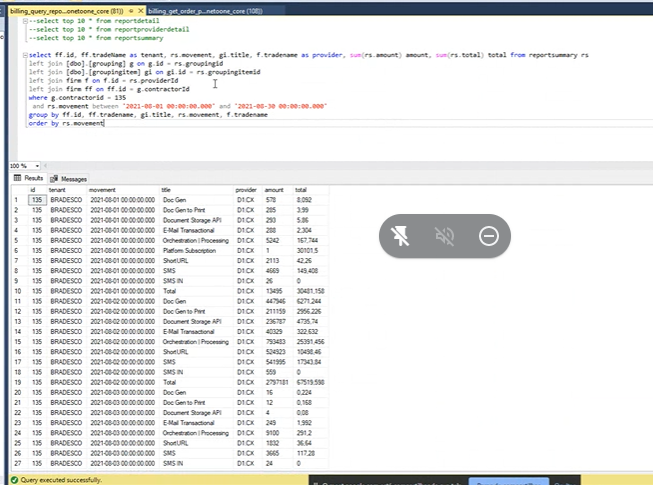 billing_query_repo...onetoone_core (81))
billing_get_order_p...netoone_core (108))
--select top 10 * from reportdetail
--select top 10 * from reportproviderdetail
--select top 10 * from reportsummary
select ff.id, ff.tradeName as tenant, rs.movement, gi.title, f.tradename as provider, sum(rs.amount) amount, sum(rs.total) total from reportsummary rs
left join [dbo].[grouping] g on g.id = rs.groupingid
left join [dbo].[groupingitem] gi on gi.id = rs.groupingitemid
left join firm f on f.id = rs.providerId
left join firm ff on ff.id = g.contractorId
where g.contractorid = 135
and rs.movement between '2021-08-01 00:00:00.000' and '2021-08-30 00:00:00.000'
group by ff.id, ff.tradename, gi.title, rs.movement, f.tradename
order by rs.movement
100 %
Results Messages
id tenant movement title provider amount total
1 135 BRADESCO 2021-08-01 00:00:00.000 Doc Gen D1:CX 578 8,092
2 135 BRADESCO 2021-08-01 00:00:00.000 Doc Gen to Print D1:CX 285 3,99
3 135 BRADESCO 2021-08-01 00:00:00.000 Document Storage API D1:CX 293 5,86
4 135 BRADESCO 2021-08-01 00:00:00.000 E-Mail Transactional D1:CX 288 2,304
5 135 BRADESCO 2021-08-01 00:00:00.000 Orchestration | Processing D1:CX 5242 167,744
6 135 BRADESCO 2021-08-01 00:00:00.000 Platform Subscription D1:CX 1 30101,5
7 135 BRADESCO 2021-08-01 00:00:00.000 ShortURL D1:CX 2113 42,26
8 135 BRADESCO 2021-08-01 00:00:00.000 SMS D1:CX 4669 149,408
9 135 BRADESCO 2021-08-01 00:00:00.000 SMS IN D1:CX 26 0
10 135 BRADESCO 2021-08-01 00:00:00.000 Total D1:CX 13495 30481,158
11 135 BRADESCO 2021-08-02 00:00:00.000 Doc Gen D1:CX 447946 6271,244
12 135 BRADESCO 2021-08-02 00:00:00.000 Doc Gen to Print D1:CX 211159 2956,226
13 135 BRADESCO 2021-08-02 00:00:00.000 Document Storage API D1:CX 236787 4735,74
14 135 BRADESCO 2021-08-02 00:00:00.000 E-Mail Transactional D1:CX 40329 322,632
15 135 BRADESCO 2021-08-02 00:00:00.000 Orchestration | Processing D1:CX 793483 25391,456
16 135 BRADESCO 2021-08-02 00:00:00.000 ShortURL D1:CX 524923 10498,46
17 135 BRADESCO 2021-08-02 00:00:00.000 SMS D1:CX 541995 17343,84
18 135 BRADESCO 2021-08-02 00:00:00.000 SMS IN D1:CX 559 0
19 135 BRADESCO 2021-08-02 00:00:00.000 Total D1:CX 2797181 67519,598
20 135 BRADESCO 2021-08-03 00:00:00.000 Doc Gen D1:CX 16 0,224
21 135 BRADESCO 2021-08-03 00:00:00.000 Doc Gen to Print D1:CX 12 0,168
22 135 BRADESCO 2021-08-03 00:00:00.000 Document Storage API D1:CX 4 0,08
23 135 BRADESCO 2021-08-03 00:00:00.000 E-Mail Transactional D1:CX 249 1,992
24 135 BRADESCO 2021-08-03 00:00:00.000 Orchestration | Processing D1:CX 9100 291,2
25 135 BRADESCO 2021-08-03 00:00:00.000 ShortURL D1:CX 1832 36,64
26 135 BRADESCO 2021-08-03 00:00:00.000 SMS D1:CX 3665 117,28
27 135 BRADESCO 2021-08-03 00:00:00.000 SMS IN D1:CX 24 0
Query executed successfully.